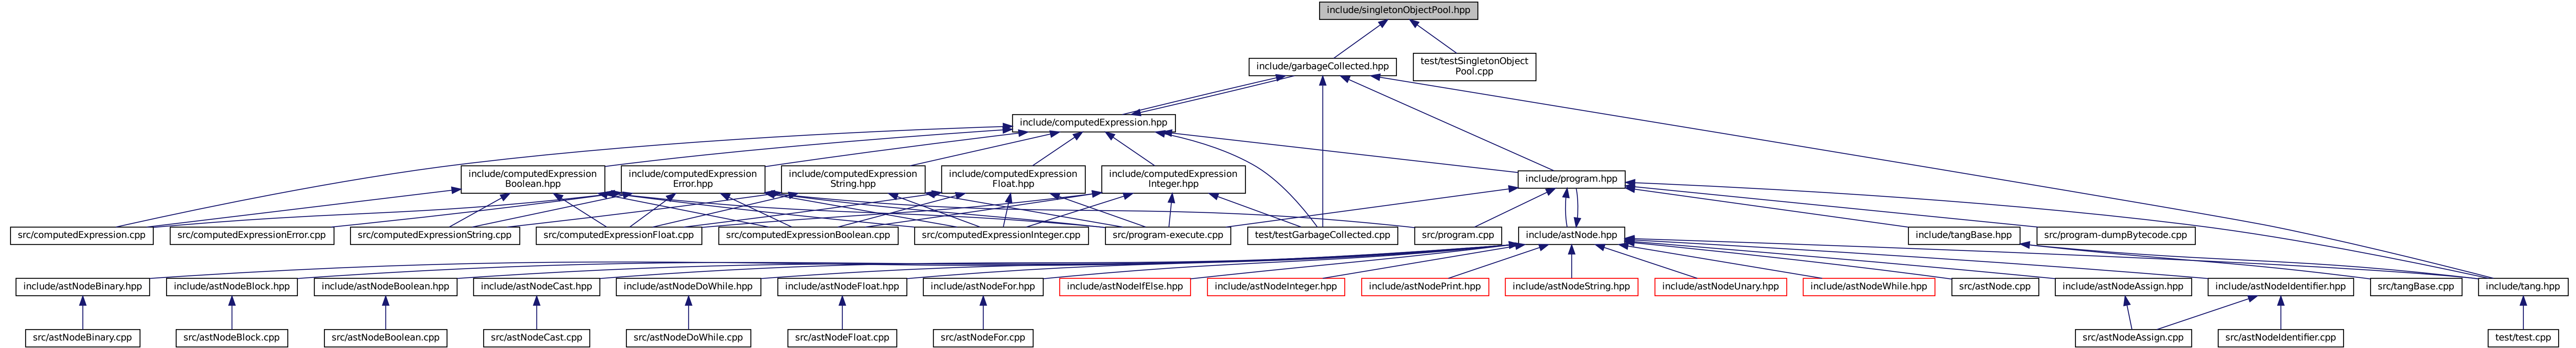 include/singletonObjectPool.hpp
include/garbageCollected.hpp
test/testSingletonObject
Pool.cpp
include/computedExpression.hpp
include/computedExpression
Boolean.hpp
include/computedExpression
Error.hpp
include/computedExpression
String.hpp
include/computedExpression
Float.hpp
include/computedExpression
Integer.hpp
include/program.hpp
src/computedExpression.cpp
src/computedExpressionError.cpp
src/computedExpressionString.cpp
src/computedExpressionFloat.cpp
src/computedExpressionBoolean.cpp
src/computedExpressionInteger.cpp
src/program-execute.cpp
test/testGarbageCollected.cpp
src/program.cpp
include/astNode.hpp
include/tangBase.hpp
src/program-dumpBytecode.cpp
include/astNodeBinary.hpp
include/astNodeBlock.hpp
include/astNodeBoolean.hpp
include/astNodeCast.hpp
include/astNodeDoWhile.hpp
include/astNodeFloat.hpp
include/astNodeFor.hpp
include/astNodeIfElse.hpp
include/astNodeInteger.hpp
include/astNodePrint.hpp
include/astNodeString.hpp
include/astNodeUnary.hpp
include/astNodeWhile.hpp
src/astNode.cpp
include/astNodeAssign.hpp
include/astNodeIdentifier.hpp
src/tangBase.cpp
include/tang.hpp
src/astNodeBinary.cpp
src/astNodeBlock.cpp
src/astNodeBoolean.cpp
src/astNodeCast.cpp
src/astNodeDoWhile.cpp
src/astNodeFloat.cpp
src/astNodeFor.cpp
src/astNodeAssign.cpp
src/astNodeIdentifier.cpp
test/test.cpp